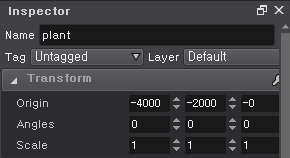 Inspector
Name plant
Tag Untagged Layer Default
Transform
Origin -4000 -2000 -0
Angles 0 0 0
Scale 1 1 1